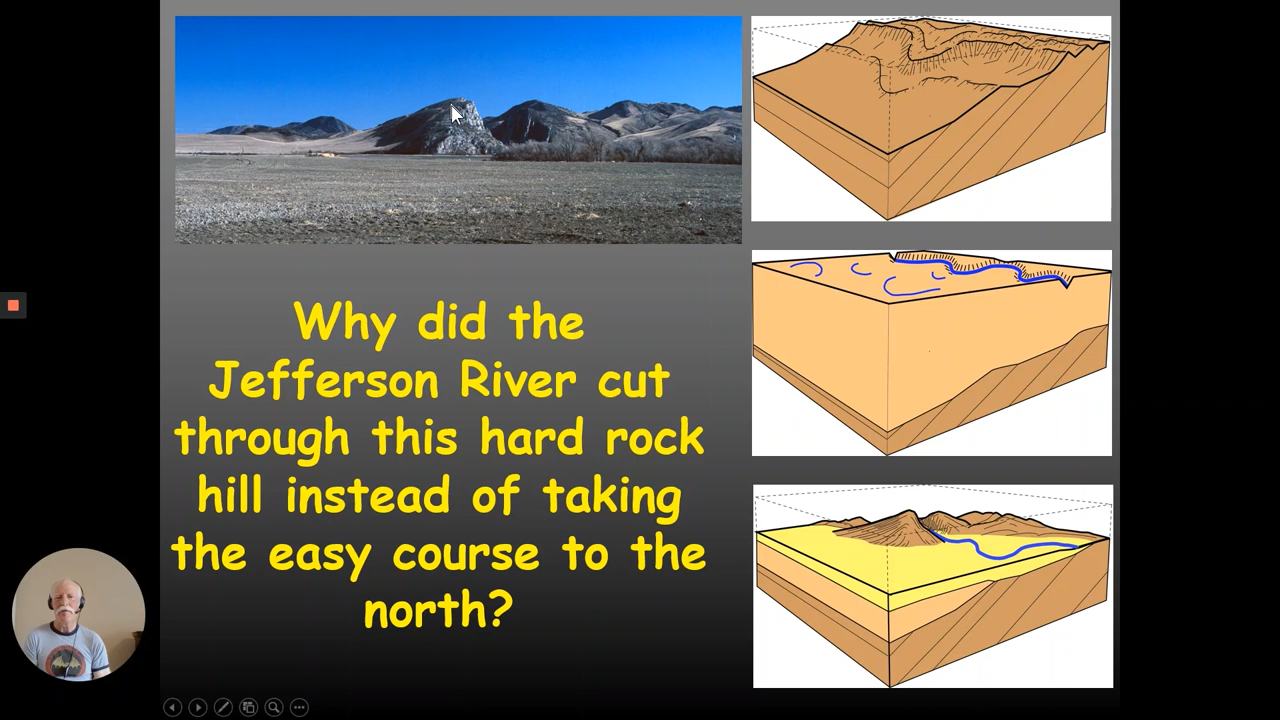 Why did the
Jefferson River cut
through this hard rock
hill instead of taking
the easy course to the
north?